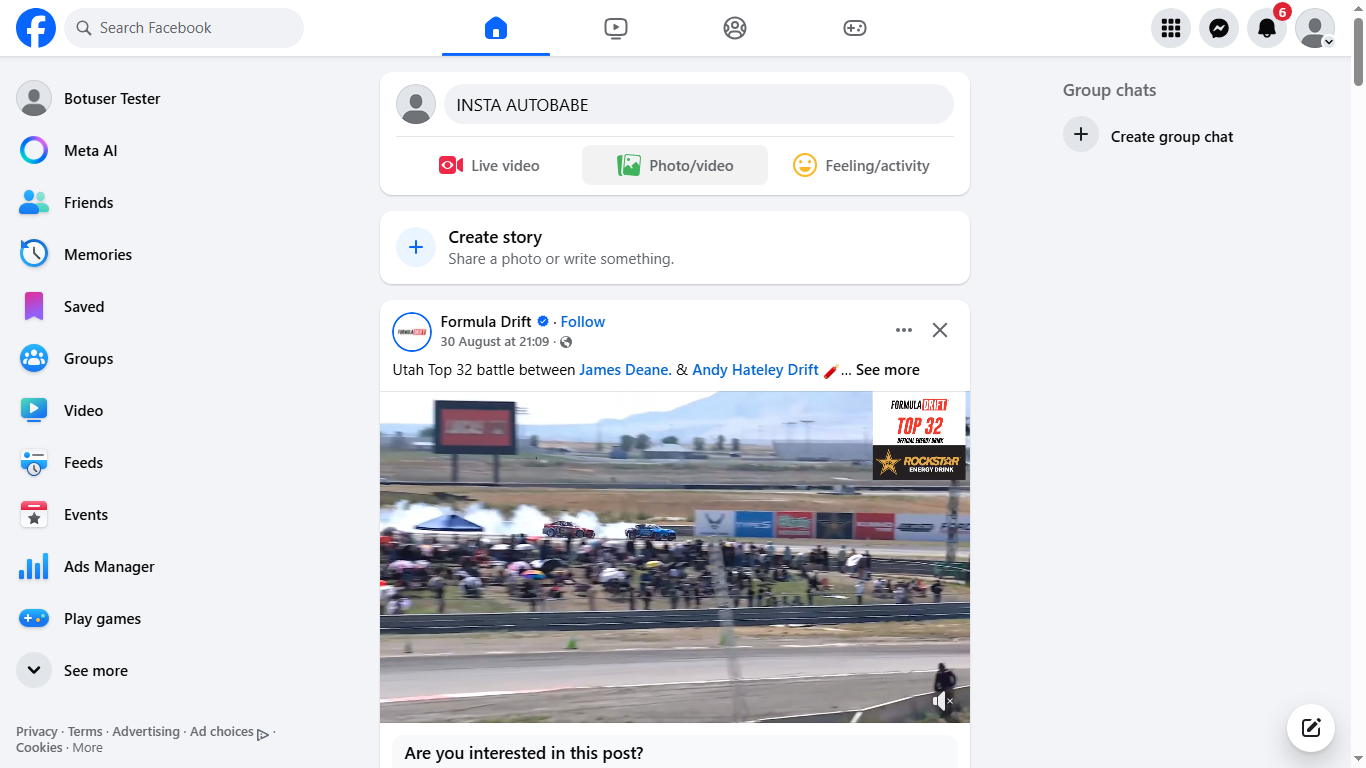 Search Facebook
6
Botuser Tester
Meta AI
Friends
Memories
Saved
Groups
Video
Feeds
Events
Ads Manager
Play games
See more
Privacy · Terms · Advertising · Ad choices ·
Cookies · More
INSTA AUTOBABE
Live video
Photo/video
Feeling/activity
Create story
Share a photo or write something.
Formula Drift · Follow
30 August at 21:09 ·
Utah Top 32 battle between James Deane. & Andy Hateley Drift ... See more
FORMULA DRIFT
TOP 32
OFFICIAL ENERGY DRINK
ROCKSTAR
ENERGY DRINK
Are you interested in this post?
Group chats
Create group chat